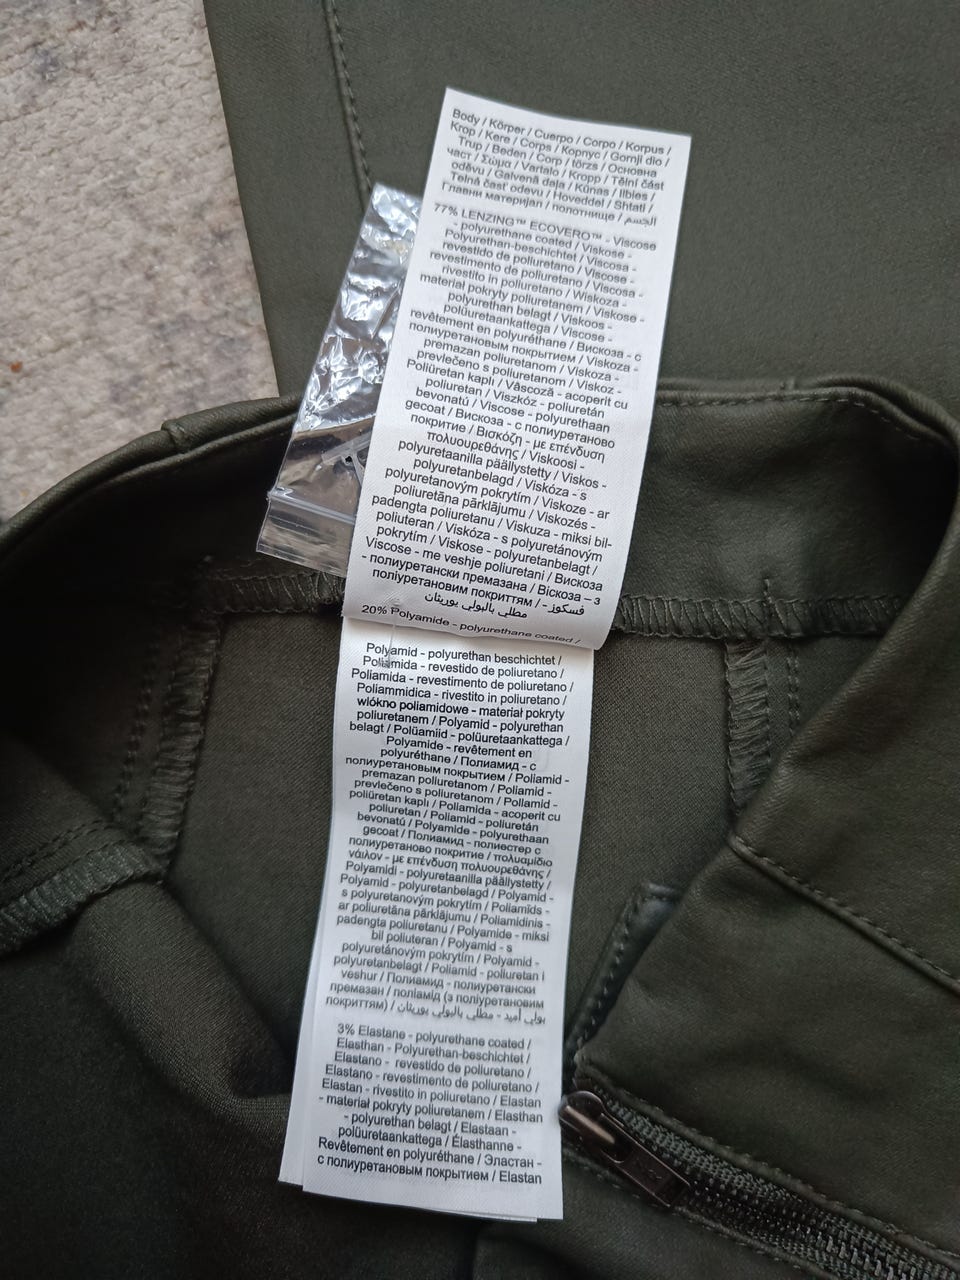 Body / Körper / Cuerpo / Corpo / Korpus /
Krop / Kere / Corps / Корпус / Gornji dio /
Trup / Beden / Corp / törzs / Основна
част / Σώμα / Vartalo / Kropp / Tělní část
oděvu / Galvenā daļa / Kūnas / Ilbies /
Telná časť odevu / Hoveddel / Shtati /
Главни материјал / полотнище / الجسم
77% LENZING™ ECOVERO™ - Viscose
- polyurethane coated / Viskose -
Polyurethan-beschichtet / Viscosa -
revestido de poliuretano / Viscose -
revestimento de poliuretano / Viscosa -
rivestito in poliuretano / Wiskoza -
materiał pokryty poliuretanem / Viskose -
polyurethan belagt / Viskoos -
polüuretaankattega / Viscose -
revêtement en polyuréthane / Вискоза - с
полиуретановым покрытием / Viskoza -
premazan poliuretanom / Viskoza -
prevlečeno s poliuretanom / Viskoz -
Poliüretan kaplı / Vâscoză - acoperit cu
poliuretan / Viszkóz - poliuretán
bevonatú / Viscose - polyurethaan
gecoat / Вискоза - с полиуретаново
покритие / Βισκόζη - με επένδυση
πολυουρεθάνης / Viskoosi -
polyuretaanilla päällystetty / Viskos -
polyuretanbelagd / Viskóza - s
polyuretanovým pokrytím / Viskoze - ar
poliuretāna pārklājumu / Viskozės -
padengta poliuretanu / Viskuza - miksi bil-
poliuteran / Viskóza - s polyuretánovým
pokrytím / Viskose - polyuretanbelagt /
Viscose - me veshje poliuretani / Вискоза
- полиуретански премазана / Віскоза – з
поліуретановим покриттям / فسكوز -
مطلي بالبولي يوريثان
20% Polyamide - polyurethane coated /
Polyamid - polyurethan beschichtet /
Poliamida - revestido de poliuretano /
Poliamida - revestimento de poliuretano /
Poliammidica - rivestito in poliuretano /
włókno poliamidowe - materiał pokryty
poliuretanem / Polyamid - polyurethan
belagt / Polüamiid - polüuretaankattega /
Polyamide - revêtement en
polyuréthane / Полиамид - с
полиуретановым покрытием / Poliamid -
premazan poliuretanom / Poliamid -
prevlečeno s poliuretanom / Poliamid -
poliüretan kaplı / Poliamida - acoperit cu
poliuretan / Poliamid - poliuretán
bevonatú / Polyamide - polyurethaan
gecoat / Полиамид - полиестер с
полиуретаново покритие / πολυαμίδιο
νάιλον - με επένδυση πολυουρεθάνης /
Polyamidi - polyuretaanilla päällystetty /
Polyamid - polyuretanbelagd / Polyamid -
s polyuretanovým pokrytím / Poliamīds -
ar poliuretāna pārklājumu / Poliamidinis -
padengta poliuretanu / Polyamide - miksi
bil poliuteran / Polyamid - s
polyuretánovým pokrytím / Polyamid -
polyuretanbelagt / Poliamid - poliuretan i
veshur / Полиамид - полиуретански
премазан / поліамід (з поліуретановим
покриттям) / بولي أميد - مطلي بالبولي يوريثان
3% Elastane - polyurethane coated /
Elasthan - Polyurethan-beschichtet /
Elastano - revestido de poliuretano /
Elastano - revestimento de poliuretano /
Elastan - rivestito in poliuretano / Elastan
- materiał pokryty poliuretanem / Elasthan
- polyurethan belagt / Elastaan -
polüuretaankattega / Élasthanne -
Revêtement en polyuréthane / Эластан -
с полиуретановым покрытием / Elastan